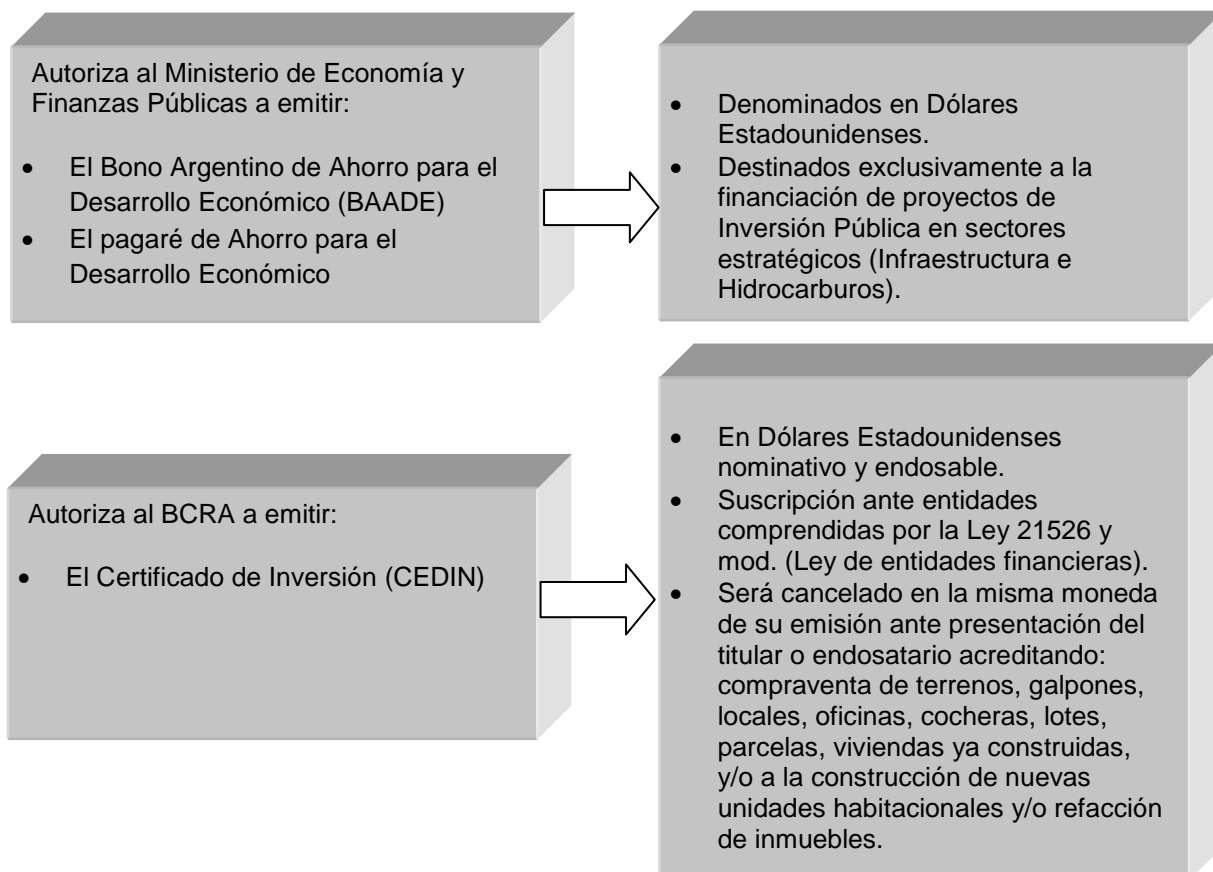 Autoriza al Ministerio de Economía y
Finanzas Públicas a emitir:
• El Bono Argentino de Ahorro para el
Desarrollo Económico (BAADE)
• El pagaré de Ahorro para el
Desarrollo Económico
• Denominados en Dólares
Estadounidenses.
• Destinados exclusivamente a la
financiación de proyectos de
Inversión Pública en sectores
estratégicos (Infraestructura e
Hidrocarburos).
Autoriza al BCRA a emitir:
• El Certificado de Inversión (CEDIN)
• En Dólares Estadounidenses
nominativo y endosable.
• Suscripción ante entidades
comprendidas por la Ley 21526 y
mod. (Ley de entidades financieras).
• Será cancelado en la misma moneda
de su emisión ante presentación del
titular o endosatario acreditando:
compraventa de terrenos, galpones,
locales, oficinas, cocheras, lotes,
parcelas, viviendas ya construidas,
y/o a la construcción de nuevas
unidades habitacionales y/o refacción
de inmuebles.